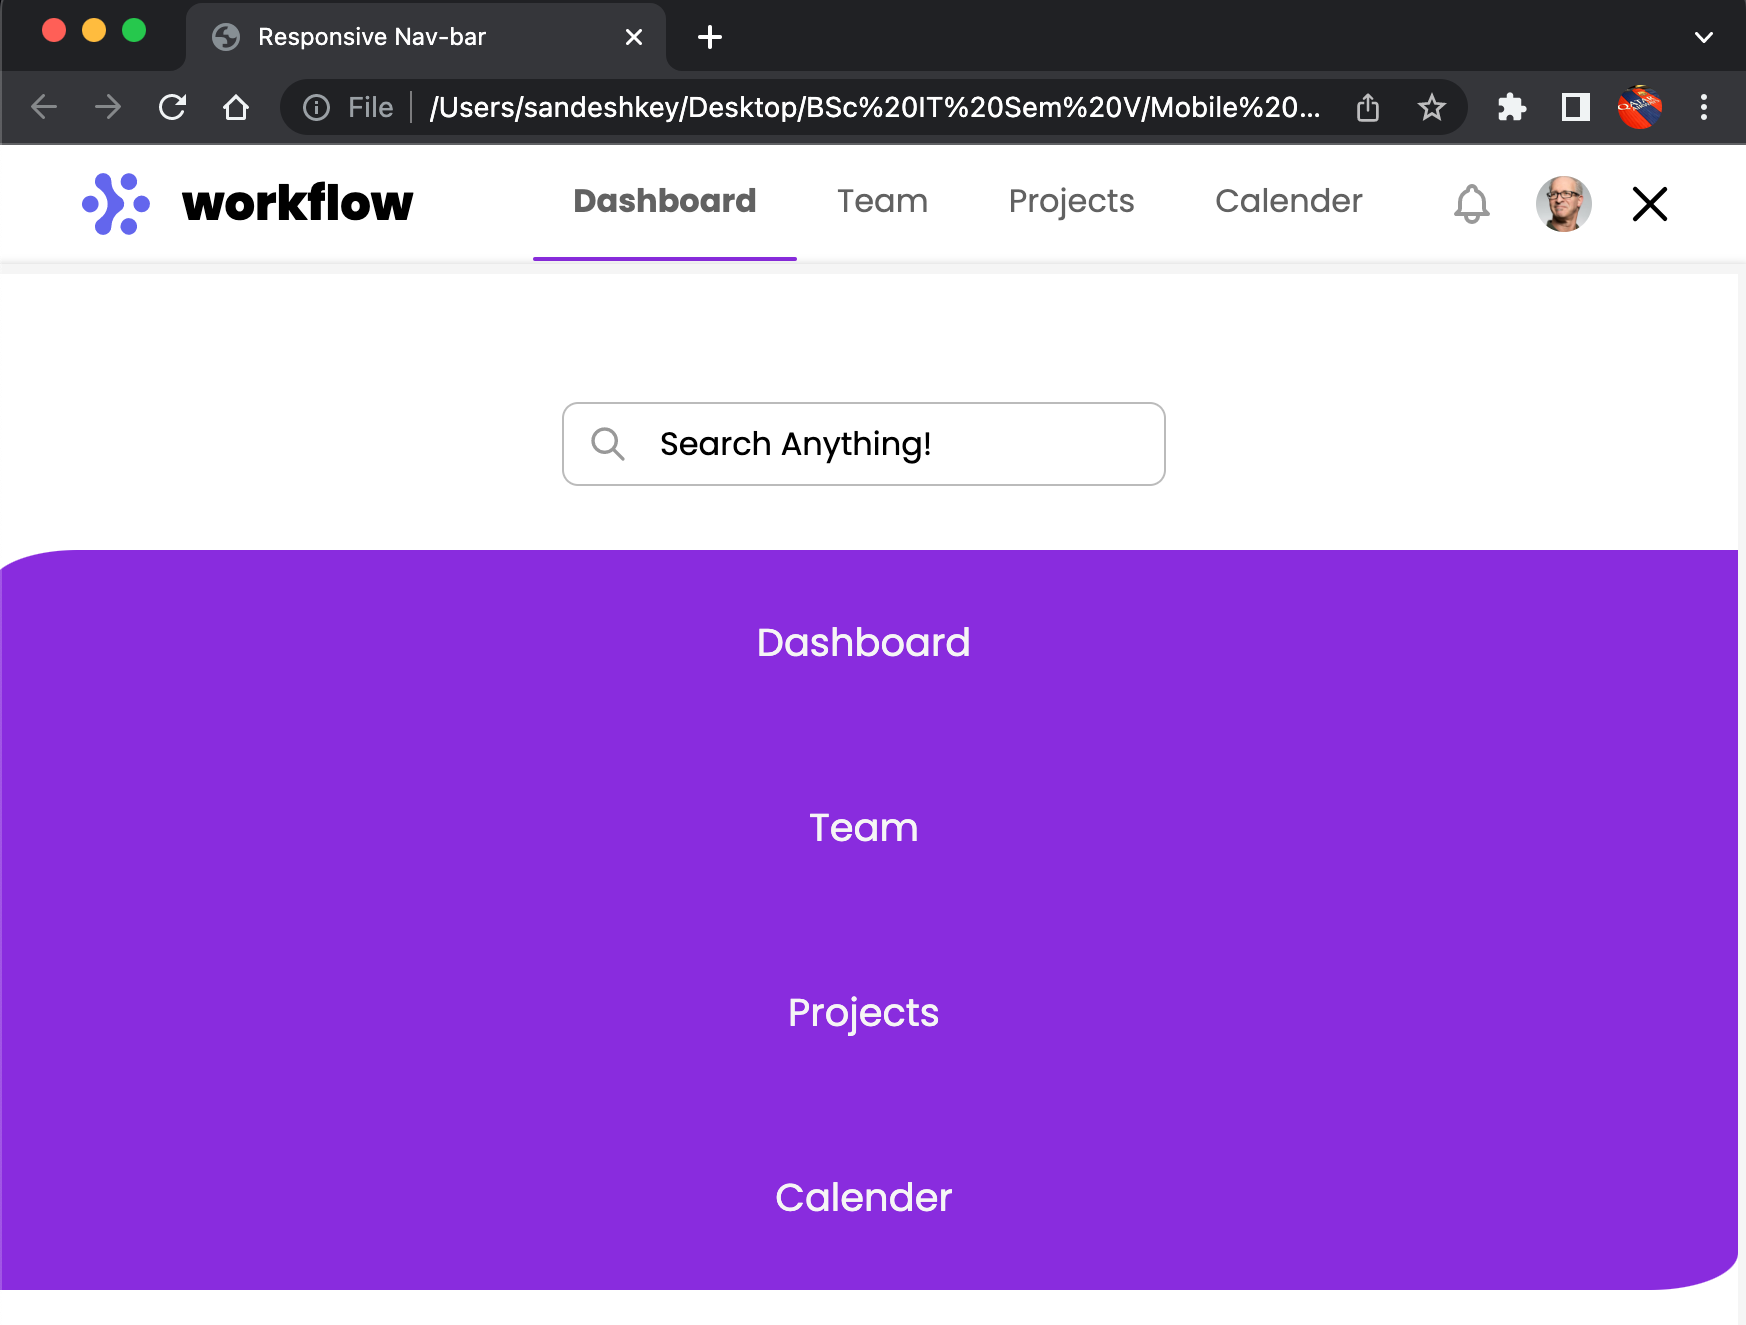 Responsive Nav-bar
File /Users/sandeshkey/Desktop/BSc%20IT%20Sem%20V/Mobile%20...
workflow Dashboard Team Projects Calender
Search Anything!
Dashboard
Team
Projects
Calender